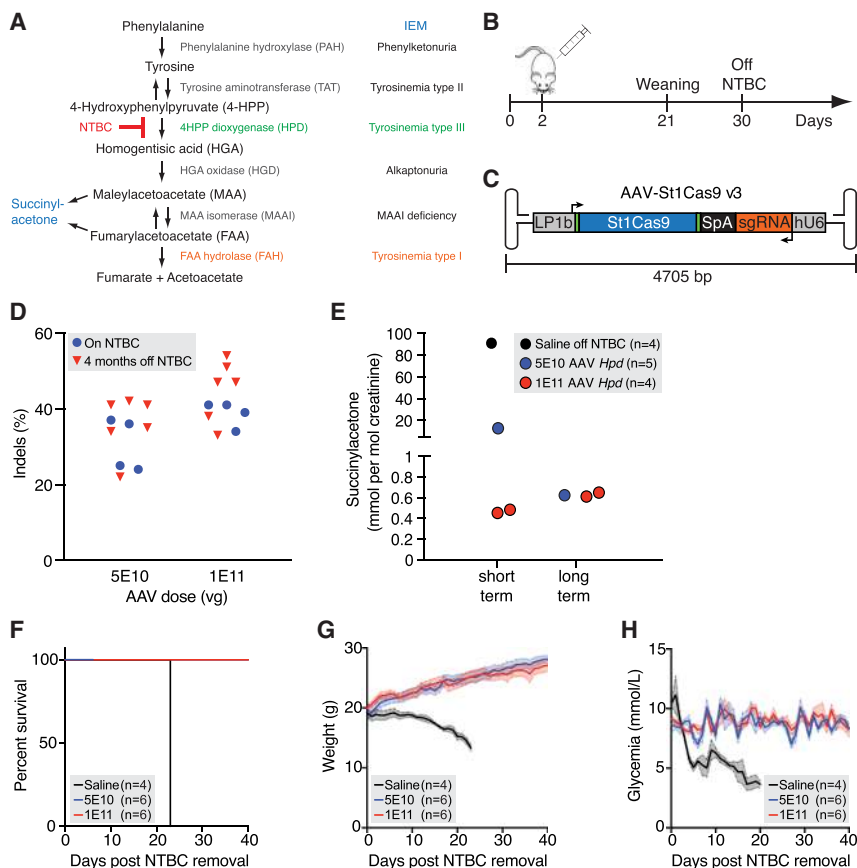 A
Phenylalanine
IEM
Phenylalanine hydroxylase (PAH)
Phenylketonuria
Tyrosine
Tyrosine aminotransferase (TAT)
Tyrosinemia type II
4-Hydroxyphenylpyruvate (4-HPP)
NTBC
4HPP dioxygenase (HPD)
Tyrosinemia type III
Homogentisic acid (HGA)
HGA oxidase (HGD)
Alkaptonuria
Succinyl-
acetone
Maleylacetoacetate (MAA)
MAA isomerase (MAAI)
MAAI deficiency
Fumarylacetoacetate (FAA)
FAA hydrolase (FAH)
Tyrosinemia type I
Fumarate + Acetoacetate
B
Weaning
Off
NTBC
0 2 21 30 Days
C
AAV-St1Cas9 v3
LP1b St1Cas9 SpA sgRNA hU6
4705 bp
D
60
40
20
0
Indels (%)
On NTBC
4 months off NTBC
5E10 1E11
AAV dose (vg)
E
100
80
60
40
20
1
0.8
0.6
0.4
0.2
0
Succinylacetone
(mmol per mol creatinine)
Saline off NTBC (n=4)
5E10 AAV Hpd (n=5)
1E11 AAV Hpd (n=4)
short
term
long
term
F
100
50
0
Percent survival
Saline (n=4)
5E10 (n=6)
1E11 (n=6)
0 10 20 30 40
Days post NTBC removal
G
30
20
10
0
Weight (g)
Saline (n=4)
5E10 (n=6)
1E11 (n=6)
0 10 20 30 40
Days post NTBC removal
H
15
10
5
0
Glycemia (mmol/L)
Saline (n=4)
5E10 (n=6)
1E11 (n=6)
0 10 20 30 40
Days post NTBC removal